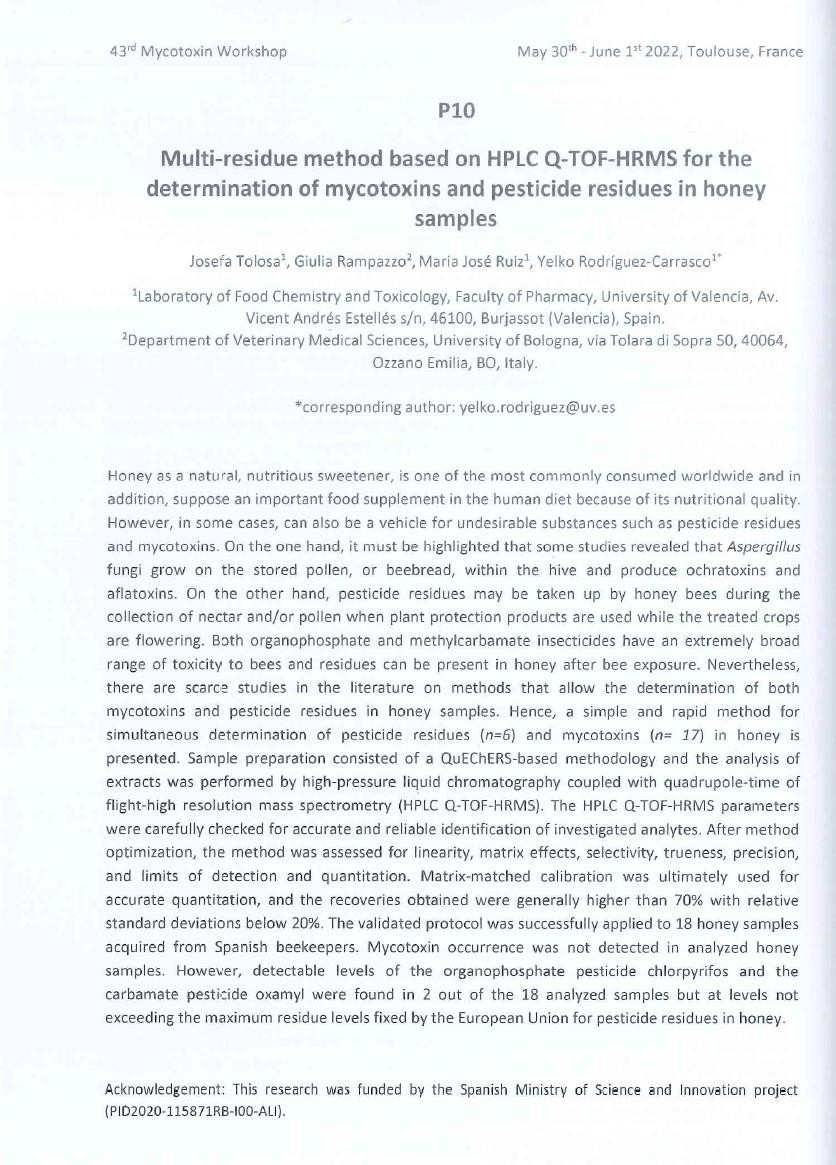 43rd Mycotoxin Workshop May 30th - June 1st 2022, Toulouse, France
P10
Multi-residue method based on HPLC Q-TOF-HRMS for the
determination of mycotoxins and pesticide residues in honey
samples
Josefa Tolosa1, Giulia Rampazzo2, Maria José Ruiz1, Yelko Rodríguez-Carrasco1*
1Laboratory of Food Chemistry and Toxicology, Faculty of Pharmacy, University of Valencia, Av.
Vicent Andrés Estellés s/n, 46100, Burjassot (Valencia), Spain.
2Department of Veterinary Medical Sciences, University of Bologna, via Tolara di Sopra 50, 40064,
Ozzano Emilia, BO, Italy.
*corresponding author: yelko.rodriguez@uv.es
Honey as a natural, nutritious sweetener, is one of the most commonly consumed worldwide and in
addition, suppose an important food supplement in the human diet because of its nutritional quality.
However, in some cases, can also be a vehicle for undesirable substances such as pesticide residues
and mycotoxins. On the one hand, it must be highlighted that some studies revealed that Aspergillus
fungi grow on the stored pollen, or beebread, within the hive and produce ochratoxins and
aflatoxins. On the other hand, pesticide residues may be taken up by honey bees during the
collection of nectar and/or pollen when plant protection products are used while the treated crops
are flowering. Both organophosphate and methylcarbamate insecticides have an extremely broad
range of toxicity to bees and residues can be present in honey after bee exposure. Nevertheless,
there are scarce studies in the literature on methods that allow the determination of both
mycotoxins and pesticide residues in honey samples. Hence, a simple and rapid method for
simultaneous determination of pesticide residues (n=6) and mycotoxins (n= 17) in honey is
presented. Sample preparation consisted of a QuEChERS-based methodology and the analysis of
extracts was performed by high-pressure liquid chromatography coupled with quadrupole-time of
flight-high resolution mass spectrometry (HPLC Q-TOF-HRMS). The HPLC Q-TOF-HRMS parameters
were carefully checked for accurate and reliable identification of investigated analytes. After method
optimization, the method was assessed for linearity, matrix effects, selectivity, trueness, precision,
and limits of detection and quantitation. Matrix-matched calibration was ultimately used for
accurate quantitation, and the recoveries obtained were generally higher than 70% with relative
standard deviations below 20%. The validated protocol was successfully applied to 18 honey samples
acquired from Spanish beekeepers. Mycotoxin occurrence was not detected in analyzed honey
samples. However, detectable levels of the organophosphate pesticide chlorpyrifos and the
carbamate pesticide oxamyl were found in 2 out of the 18 analyzed samples but at levels not
exceeding the maximum residue levels fixed by the European Union for pesticide residues in honey.
Acknowledgement: This research was funded by the Spanish Ministry of Science and Innovation project
(PID2020-115871RB-I00-ALI).